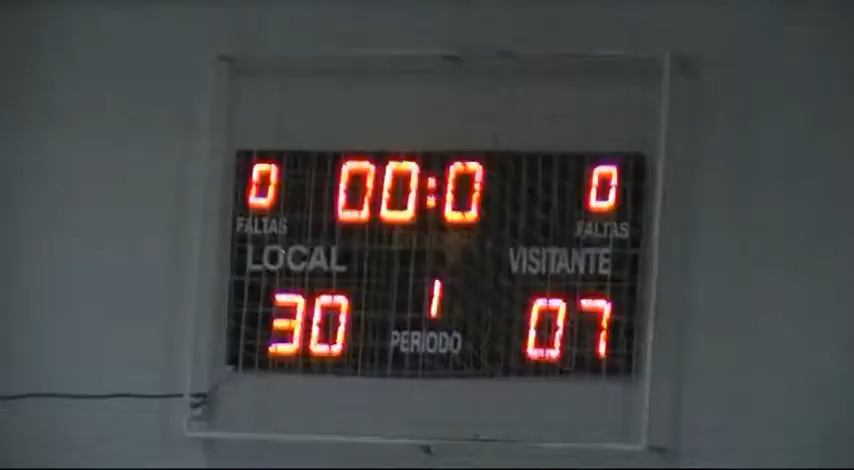 0 00:0 0
FALTAS FALTAS
LOCAL VISITANTE
30 1 07
PERIODO